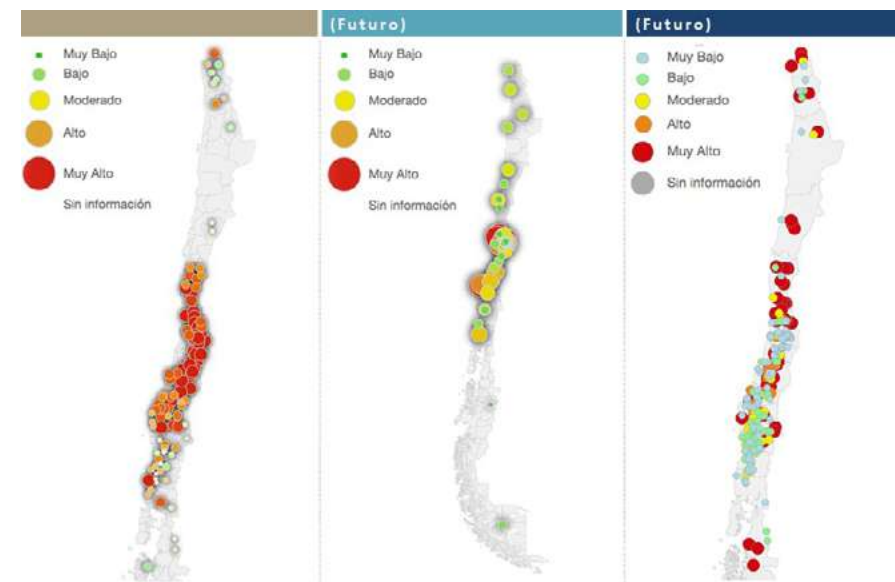 (Futuro)
(Futuro)
Muy Bajo
Bajo
Moderado
Alto
Muy Alto
Sin información
Muy Bajo
Bajo
Moderado
Alto
Muy Alto
Sin información
Muy Bajo
Bajo
Moderado
Alto
Muy Alto
Sin información